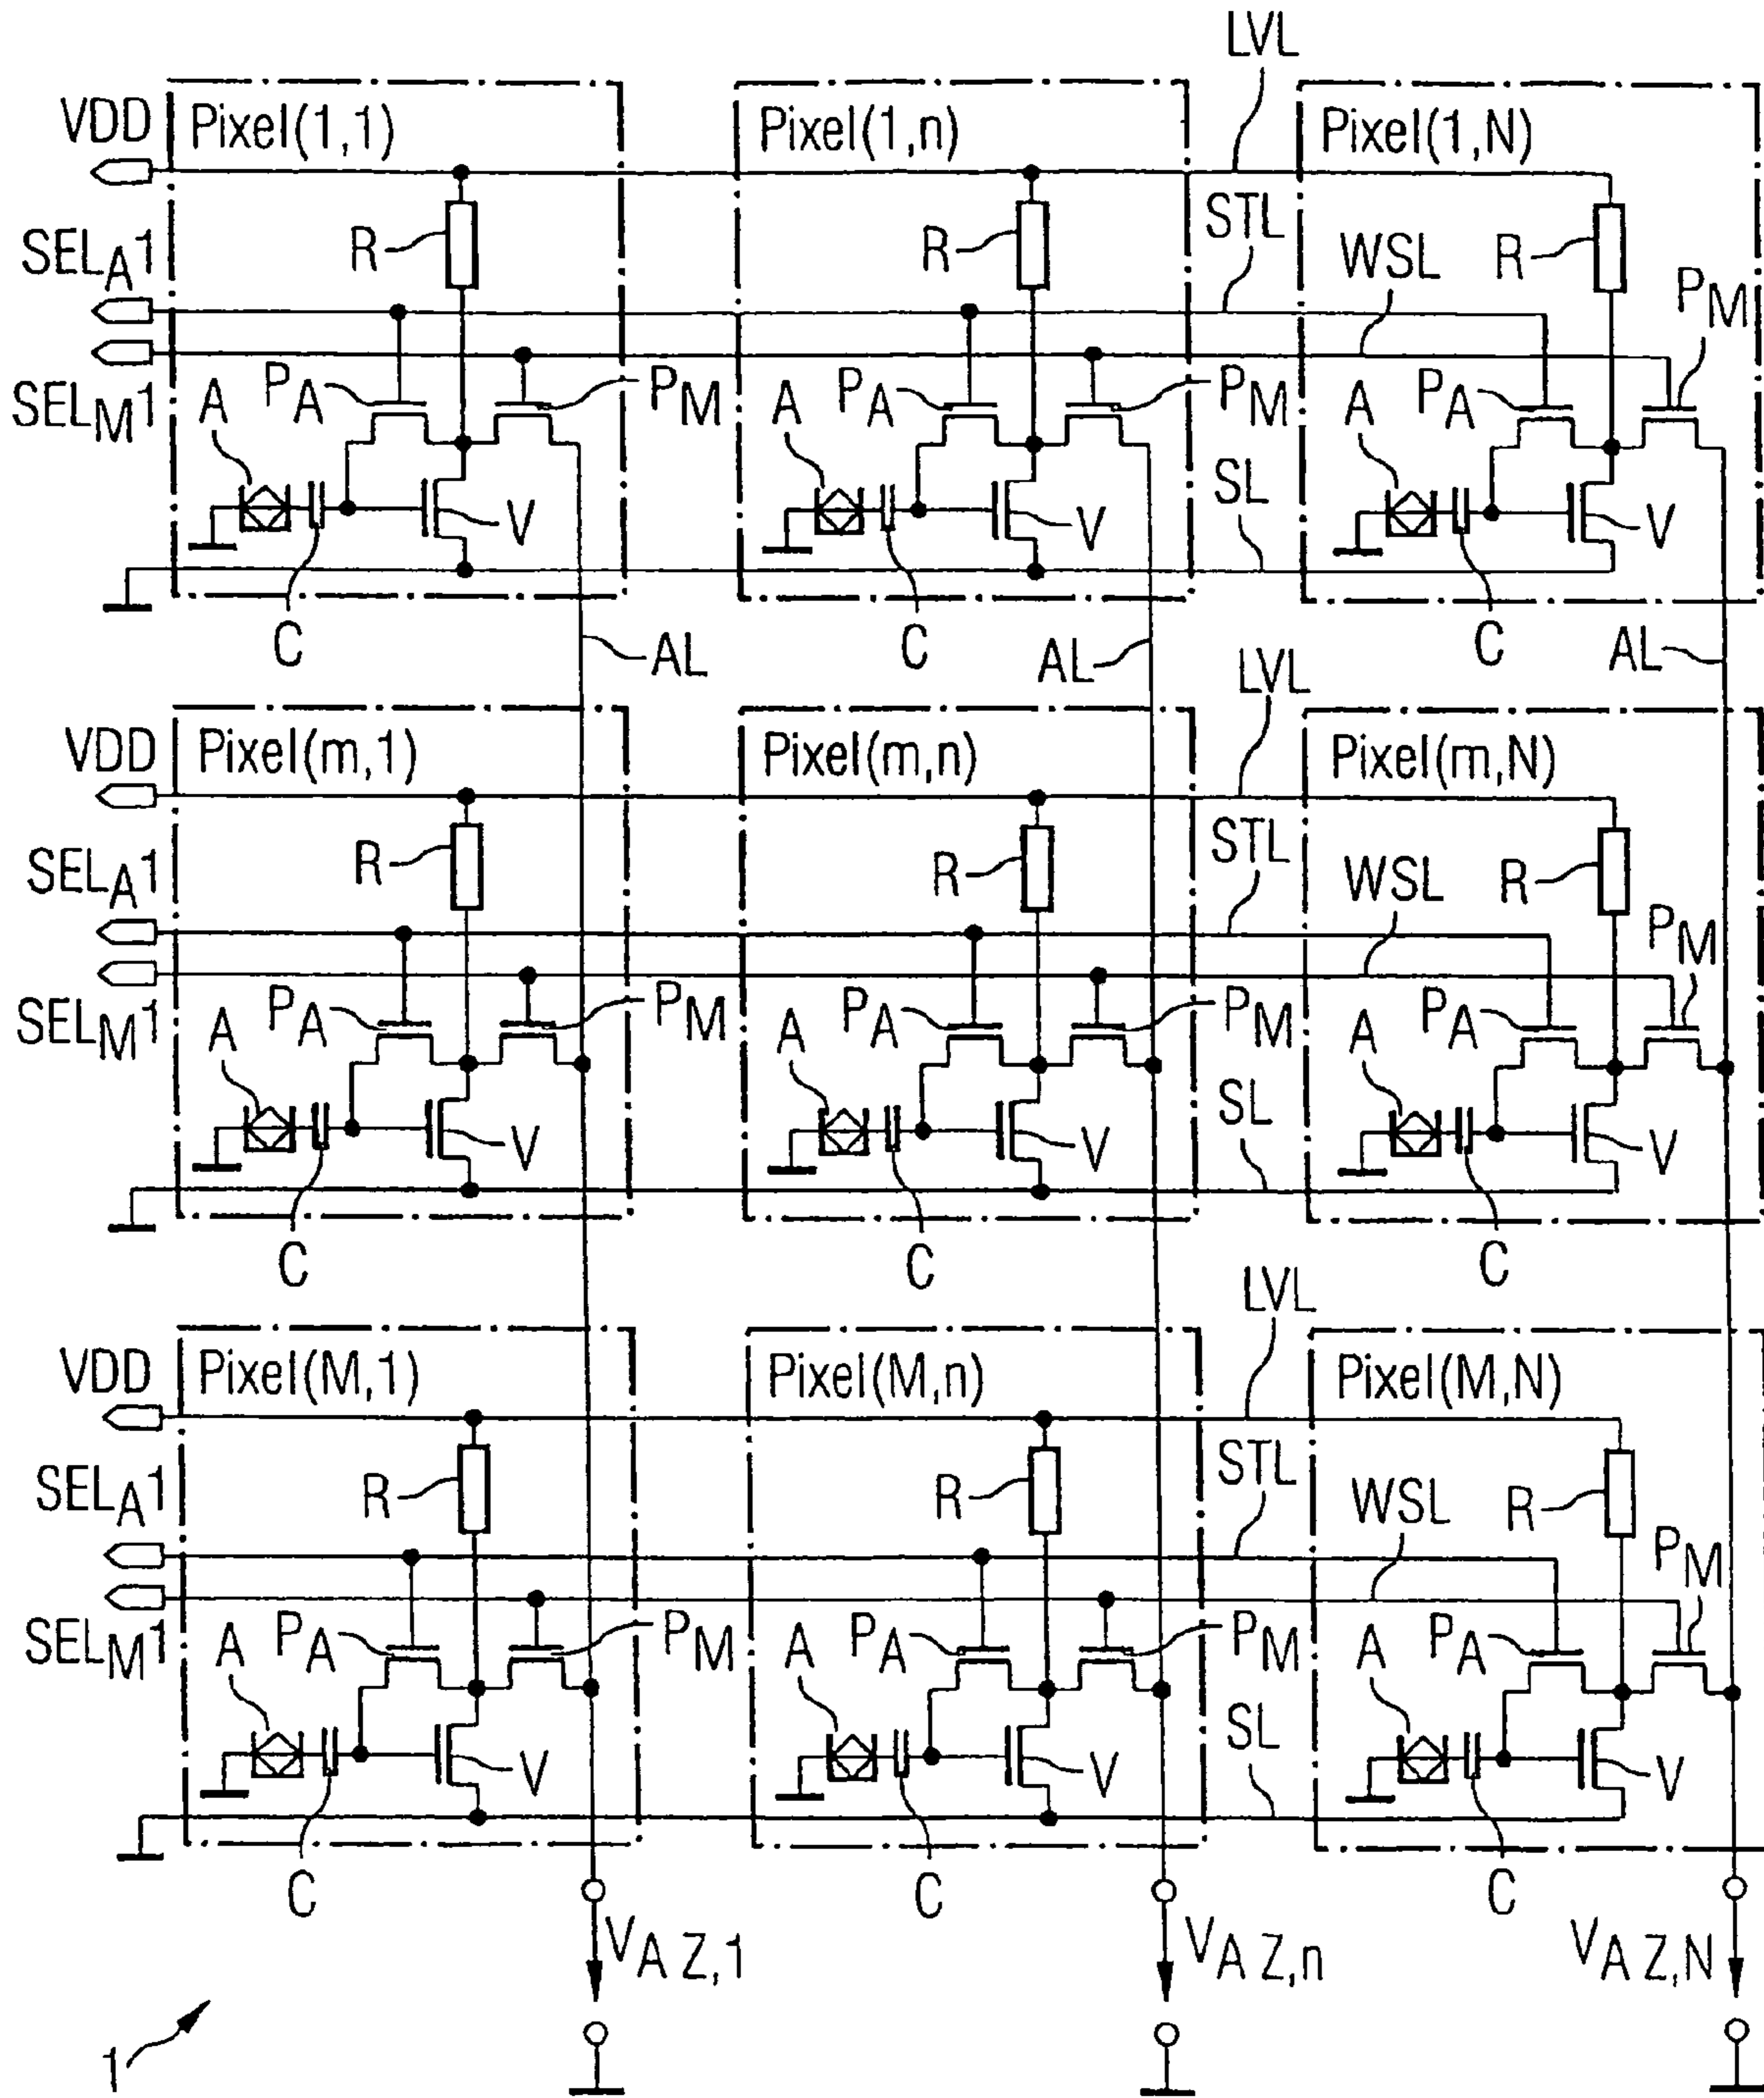 LVL
VDD Pixel(1,1) Pixel(1,n) Pixel(1,N)
SELA1 R R STL WSL R PM
SELM1 A PA PM A PA PM A PA
V V SL V
C AL C AL C AL
LVL
VDD Pixel(m,1) Pixel(m,n) Pixel(m,N)
SELA1 R R STL WSL R PM
SELM1 A PA PM A PA PM A PA
V V SL V
C C C
LVL
VDD Pixel(M,1) Pixel(M,n) Pixel(M,N)
SELA1 R R STL WSL R PM
SELM1 A PA PM A PA PM A PA
V V SL V
C C C
VA Z,1 VA Z,n VA Z,N
1